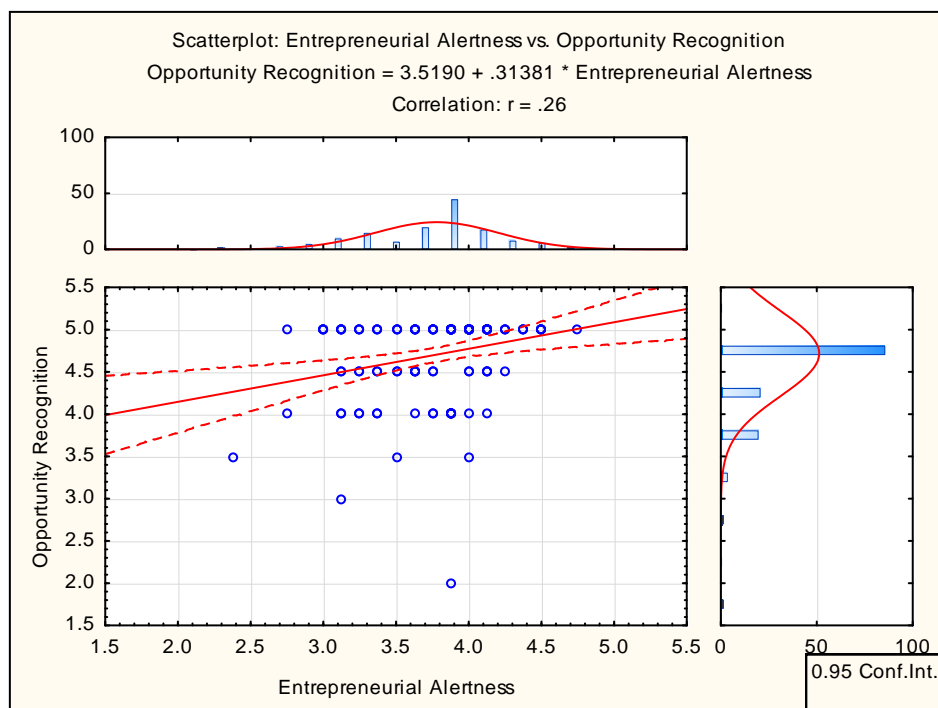 Scatterplot: Entrepreneurial Alertness vs. Opportunity Recognition
Opportunity Recognition = 3.5190 + .31381 * Entrepreneurial Alertness
Correlation: r = .26
100
50
0
5.5
5.0
4.5
4.0
3.5
3.0
2.5
2.0
1.5
Opportunity Recognition
1.5 2.0 2.5 3.0 3.5 4.0 4.5 5.0 5.5
0 50 100
Entrepreneurial Alertness
0.95 Conf.Int.